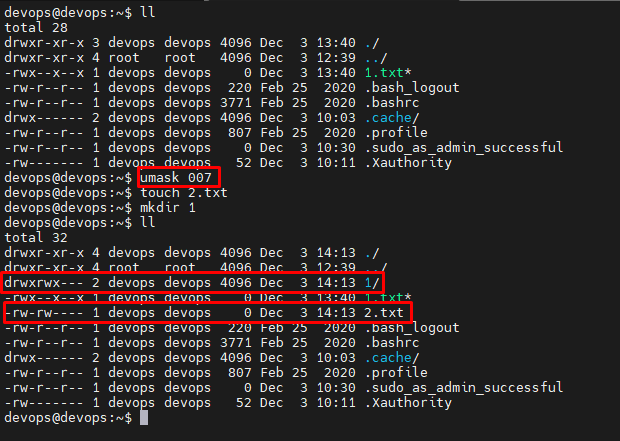 devops@devops:~$ ll
total 28
drwxr-xr-x 3 devops devops 4096 Dec  3 13:40 ./
drwxr-xr-x 4 root   root   4096 Dec  3 12:39 ../
-rwx--x--x 1 devops devops    0 Dec  3 13:40 1.txt*
-rw-r--r-- 1 devops devops  220 Feb 25  2020 .bash_logout
-rw-r--r-- 1 devops devops 3771 Feb 25  2020 .bashrc
drwx------ 2 devops devops 4096 Dec  3 10:03 .cache/
-rw-r--r-- 1 devops devops  807 Feb 25  2020 .profile
-rw-r--r-- 1 devops devops    0 Dec  3 10:30 .sudo_as_admin_successful
-rw------- 1 devops devops   52 Dec  3 10:11 .Xauthority
devops@devops:~$ umask 007
devops@devops:~$ touch 2.txt
devops@devops:~$ mkdir 1
devops@devops:~$ ll
total 32
drwxr-xr-x 4 devops devops 4096 Dec  3 14:13 ./
drwxr-xr-x 4 root   root   4096 Dec  3 12:39 ../
drwxrwx--- 2 devops devops 4096 Dec  3 14:13 1/
-rwx--x--x 1 devops devops    0 Dec  3 13:40 1.txt*
-rw-rw---- 1 devops devops    0 Dec  3 14:13 2.txt
-rw-r--r-- 1 devops devops  220 Feb 25  2020 .bash_logout
-rw-r--r-- 1 devops devops 3771 Feb 25  2020 .bashrc
drwx------ 2 devops devops 4096 Dec  3 10:03 .cache/
-rw-r--r-- 1 devops devops  807 Feb 25  2020 .profile
-rw-r--r-- 1 devops devops    0 Dec  3 10:30 .sudo_as_admin_successful
-rw------- 1 devops devops   52 Dec  3 10:11 .Xauthority
devops@devops:~$